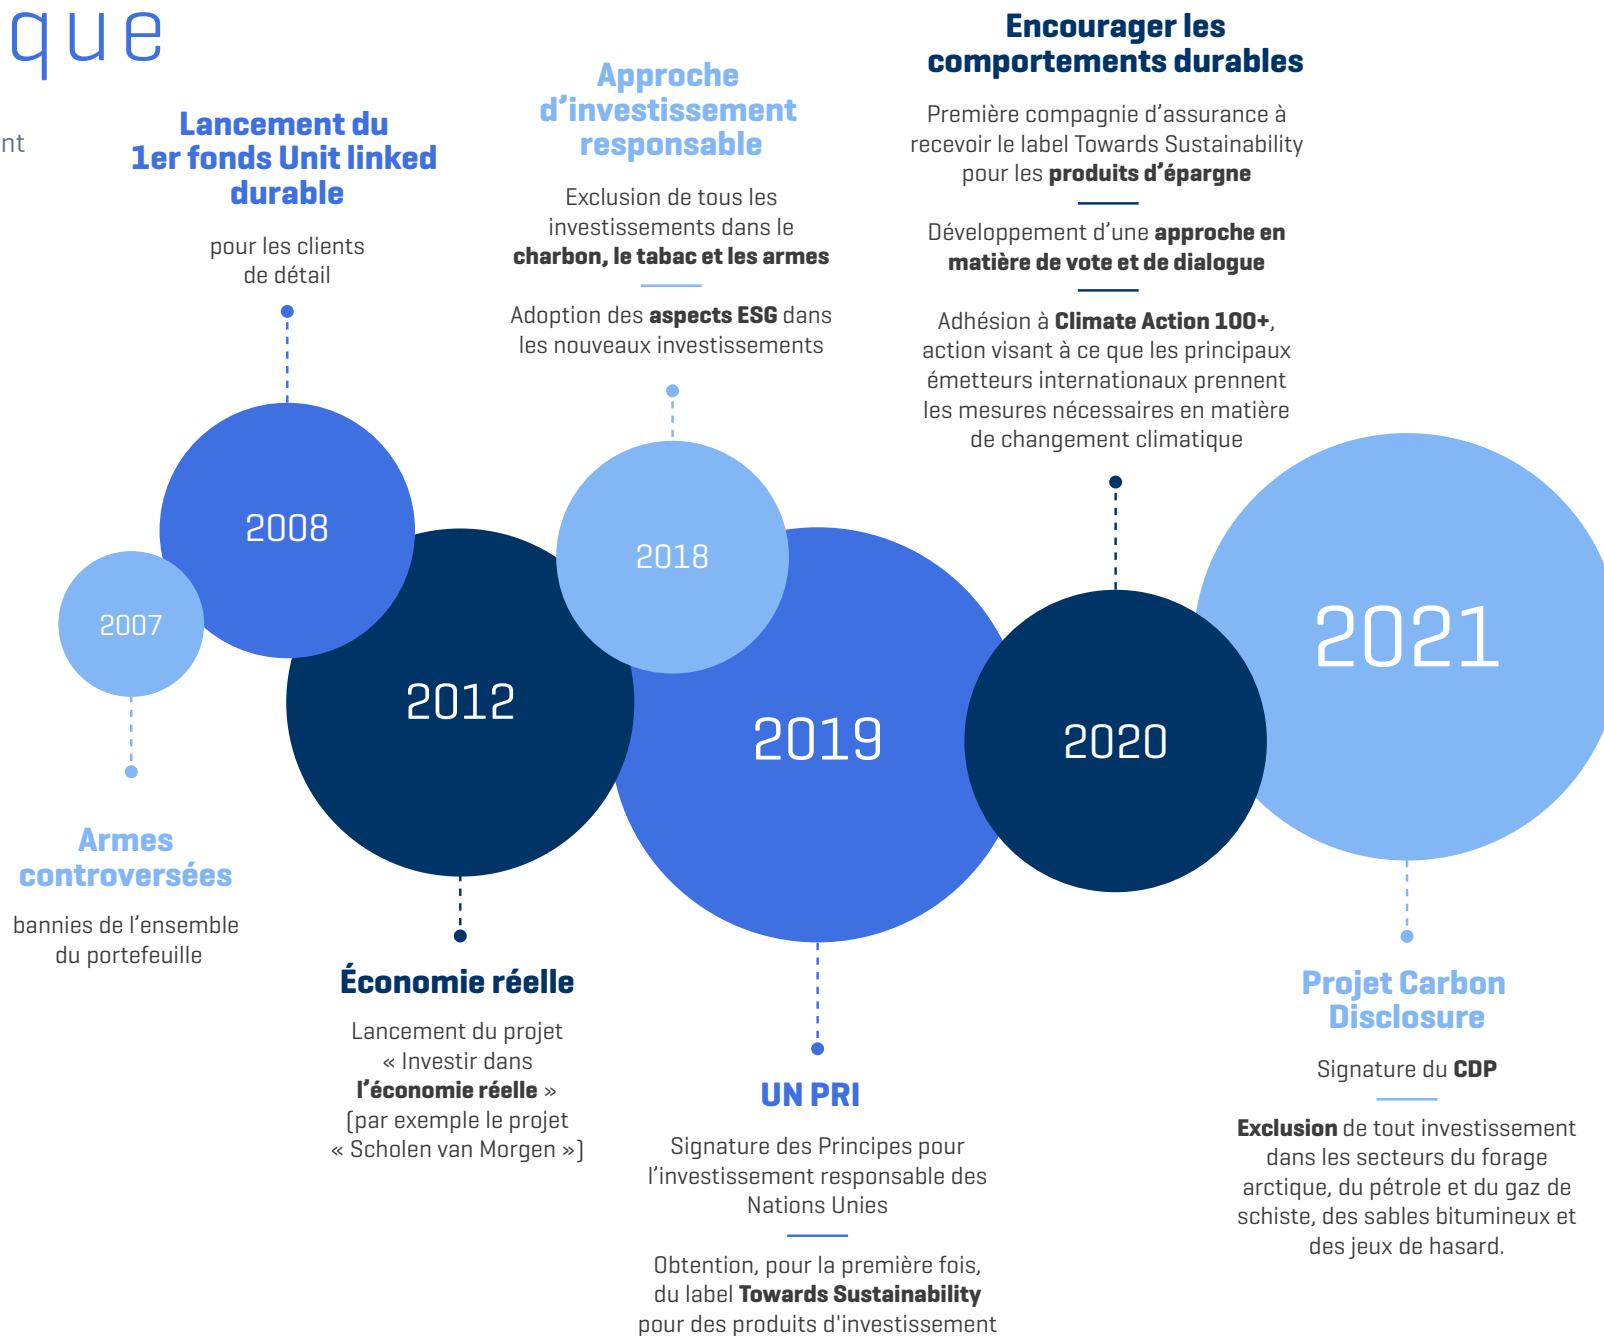 que
nt
Lancement du
1er fonds Unit linked
durable
pour les clients
de détail
Approche
d’investissement
responsable
Exclusion de tous les
investissements dans le
charbon, le tabac et les armes
Adoption des aspects ESG dans
les nouveaux investissements
Encourager les
comportements durables
Première compagnie d’assurance à
recevoir le label Towards Sustainability
pour les produits d’épargne
Développement d’une approche en
matière de vote et de dialogue
Adhésion à Climate Action 100+,
action visant à ce que les principaux
émetteurs internationaux prennent
les mesures nécessaires en matière
de changement climatique
2007
2008
2012
2018
2019
2020
2021
Armes
controversées
bannies de l’ensemble
du portefeuille
Économie réelle
Lancement du projet
« Investir dans
l’économie réelle »
(par exemple le projet
« Scholen van Morgen »)
UN PRI
Signature des Principes pour
l’investissement responsable des
Nations Unies
Obtention, pour la première fois,
du label Towards Sustainability
pour des produits d'investissement
Projet Carbon
Disclosure
Signature du CDP
Exclusion de tout investissement
dans les secteurs du forage
arctique, du pétrole et du gaz de
schiste, des sables bitumineux et
des jeux de hasard.